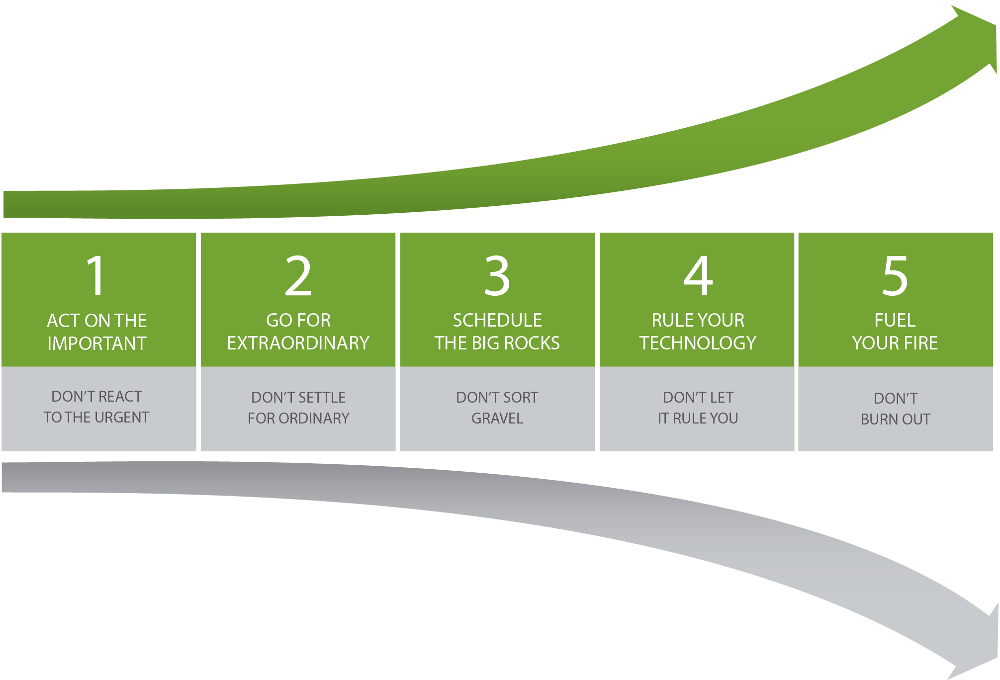 1
ACT ON THE
IMPORTANT
DON’T REACT
TO THE URGENT
2
GO FOR
EXTRAORDINARY
DON’T SETTLE
FOR ORDINARY
3
SCHEDULE
THE BIG ROCKS
DON’T SORT
GRAVEL
4
RULE YOUR
TECHNOLOGY
DON’T LET
IT RULE YOU
5
FUEL
YOUR FIRE
DON’T
BURN OUT